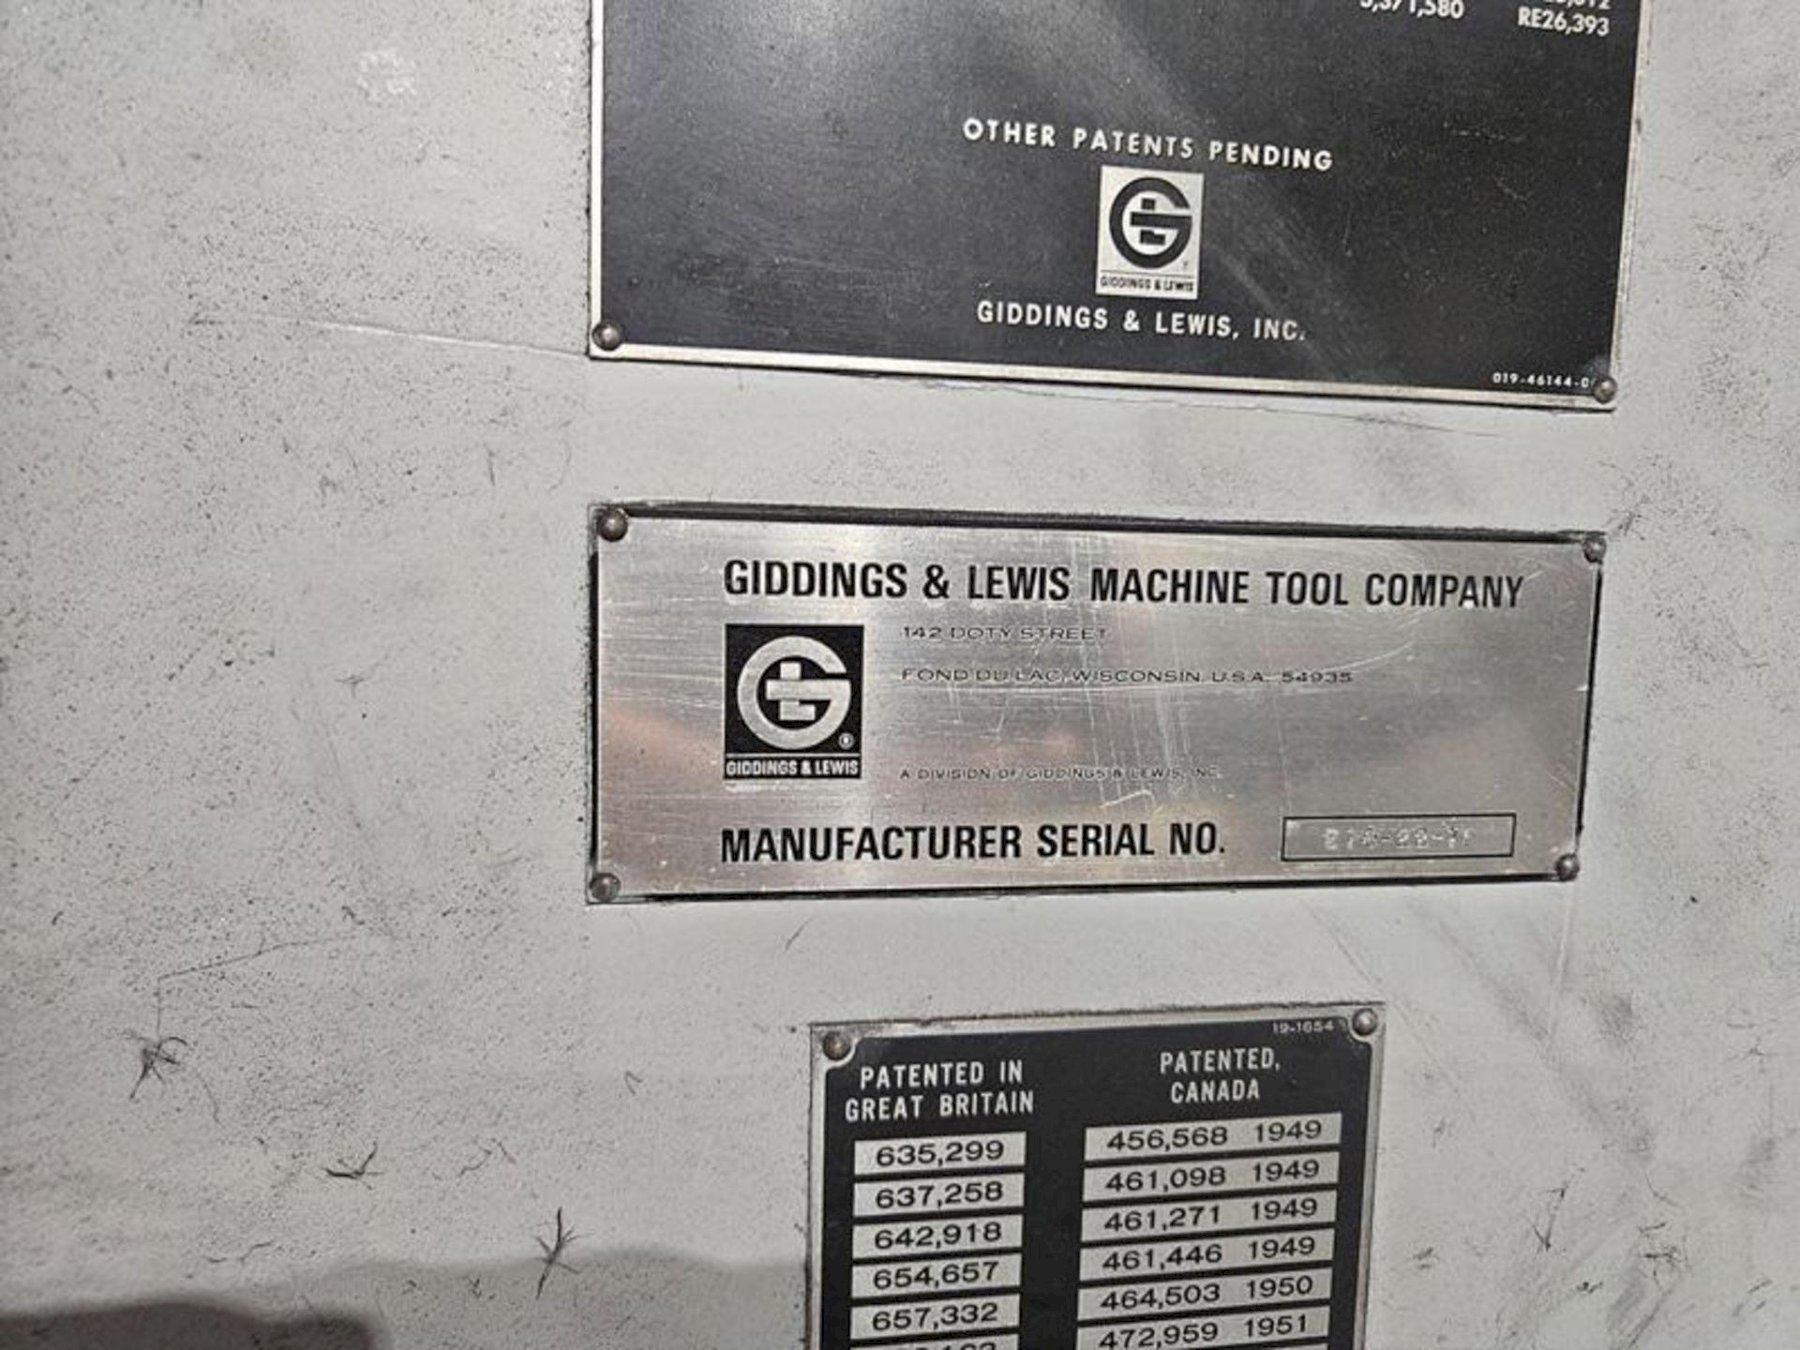 RE26,393
OTHER PATENTS PENDING
GIDDINGS & LEWIS
GIDDINGS & LEWIS, INC.
GIDDINGS & LEWIS MACHINE TOOL COMPANY
142 DOTY STREET
FOND DU LAC, WISCONSIN, U.S.A. 54935
GIDDINGS & LEWIS
A DIVISION OF GIDDINGS & LEWIS, INC.
MANUFACTURER SERIAL NO.
19-1654
PATENTED IN
GREAT BRITAIN
635,299
637,258
642,918
654,657
657,332
PATENTED,
CANADA
456,568 1949
461,098 1949
461,271 1949
461,446 1949
464,503 1950
472,959 1951